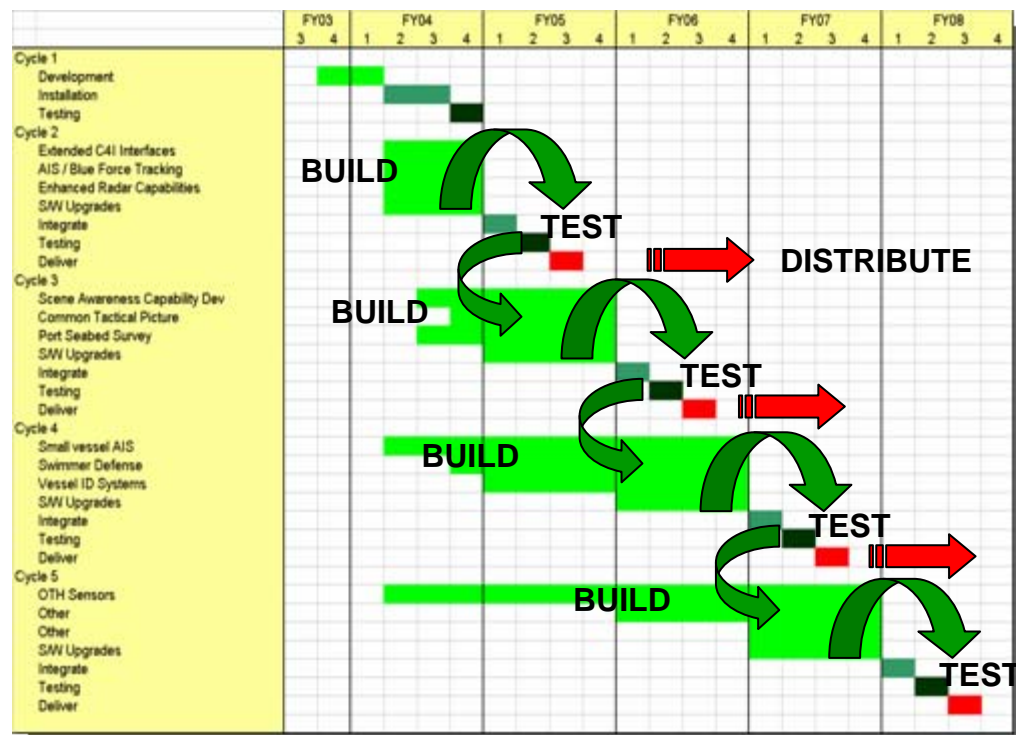 FY03 FY04 FY05 FY06 FY07 FY08
3 4 1 2 3 4 1 2 3 4 1 2 3 4 1 2 3 4 1 2 3 4
Cycle 1
Development
Installation
Testing
Cycle 2
Extended C4I Interfaces
AIS / Blue Force Tracking
BUILD
Enhanced Radar Capabilities
S/W Upgrades
Integrate
TEST
Testing
Deliver
DISTRIBUTE
Cycle 3
Scene Awareness Capability Dev
Common Tactical Picture
BUILD
Port Seabed Survey
S/W Upgrades
Integrate
TEST
Testing
Deliver
Cycle 4
Small vessel AIS
BUILD
Swimmer Defense
Vessel ID Systems
S/W Upgrades
Integrate
TEST
Testing
Deliver
Cycle 5
OTH Sensors
BUILD
Other
Other
S/W Upgrades
Integrate
TEST
Testing
Deliver